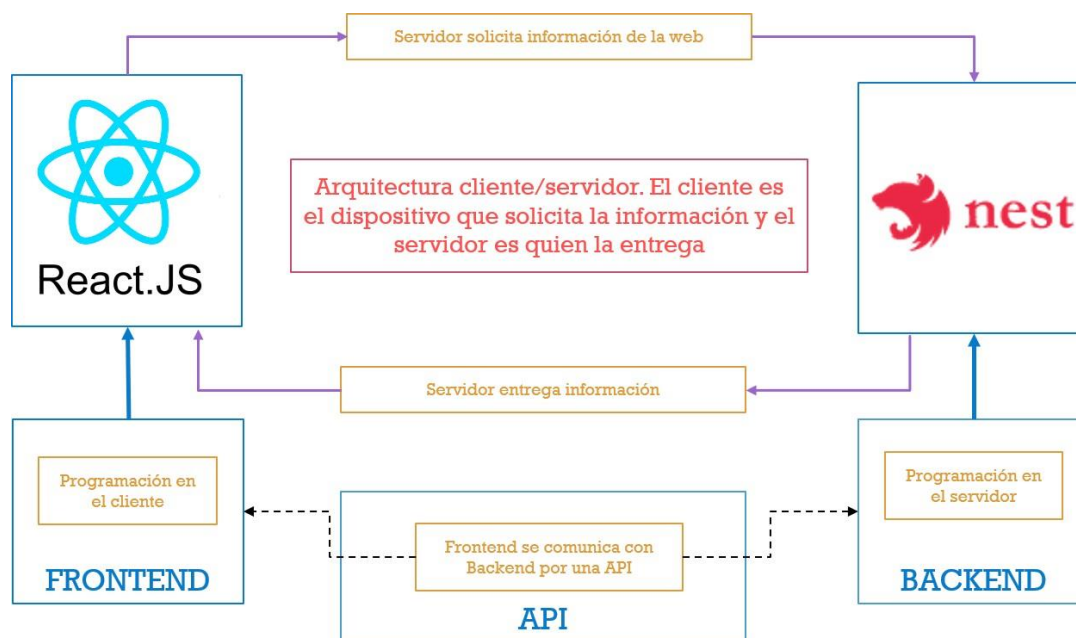 Servidor solicita información de la web
React.JS
Arquitectura cliente/servidor. El cliente es
el dispositivo que solicita la información y el
servidor es quien la entrega
nest
Servidor entrega información
Programación en
el cliente
FRONTEND
Frontend se comunica con
Backend por una API
API
Programación en
el servidor
BACKEND